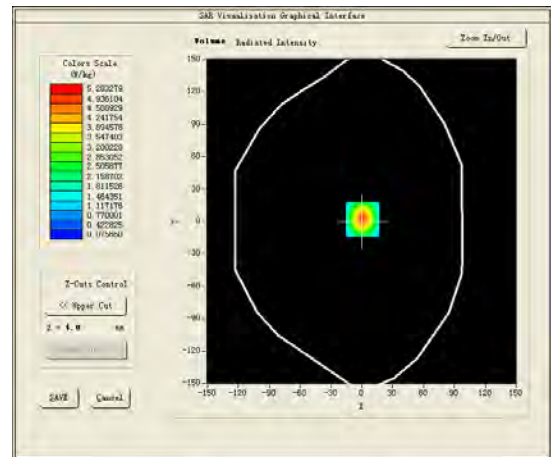 SAR Visualisation Graphical Interface
Volume Radiated Intensity
Zoom In/Out
Colors Scale
(W/kg)
5.283279
4.936104
4.588929
4.241754
3.894578
3.547403
3.200228
2.853052
2.505877
2.158702
1.811526
1.464351
1.117176
0.770001
0.422825
0.075650
Z-Cuts Control
<< Upper Cut
Z = 4.0 mm
SAVE
Cancel
150
120
90
60
30
0
-30
-60
-90
-120
-150
Y
-150 -120 -90 -60 -30 0 30 60 90 120 150
X